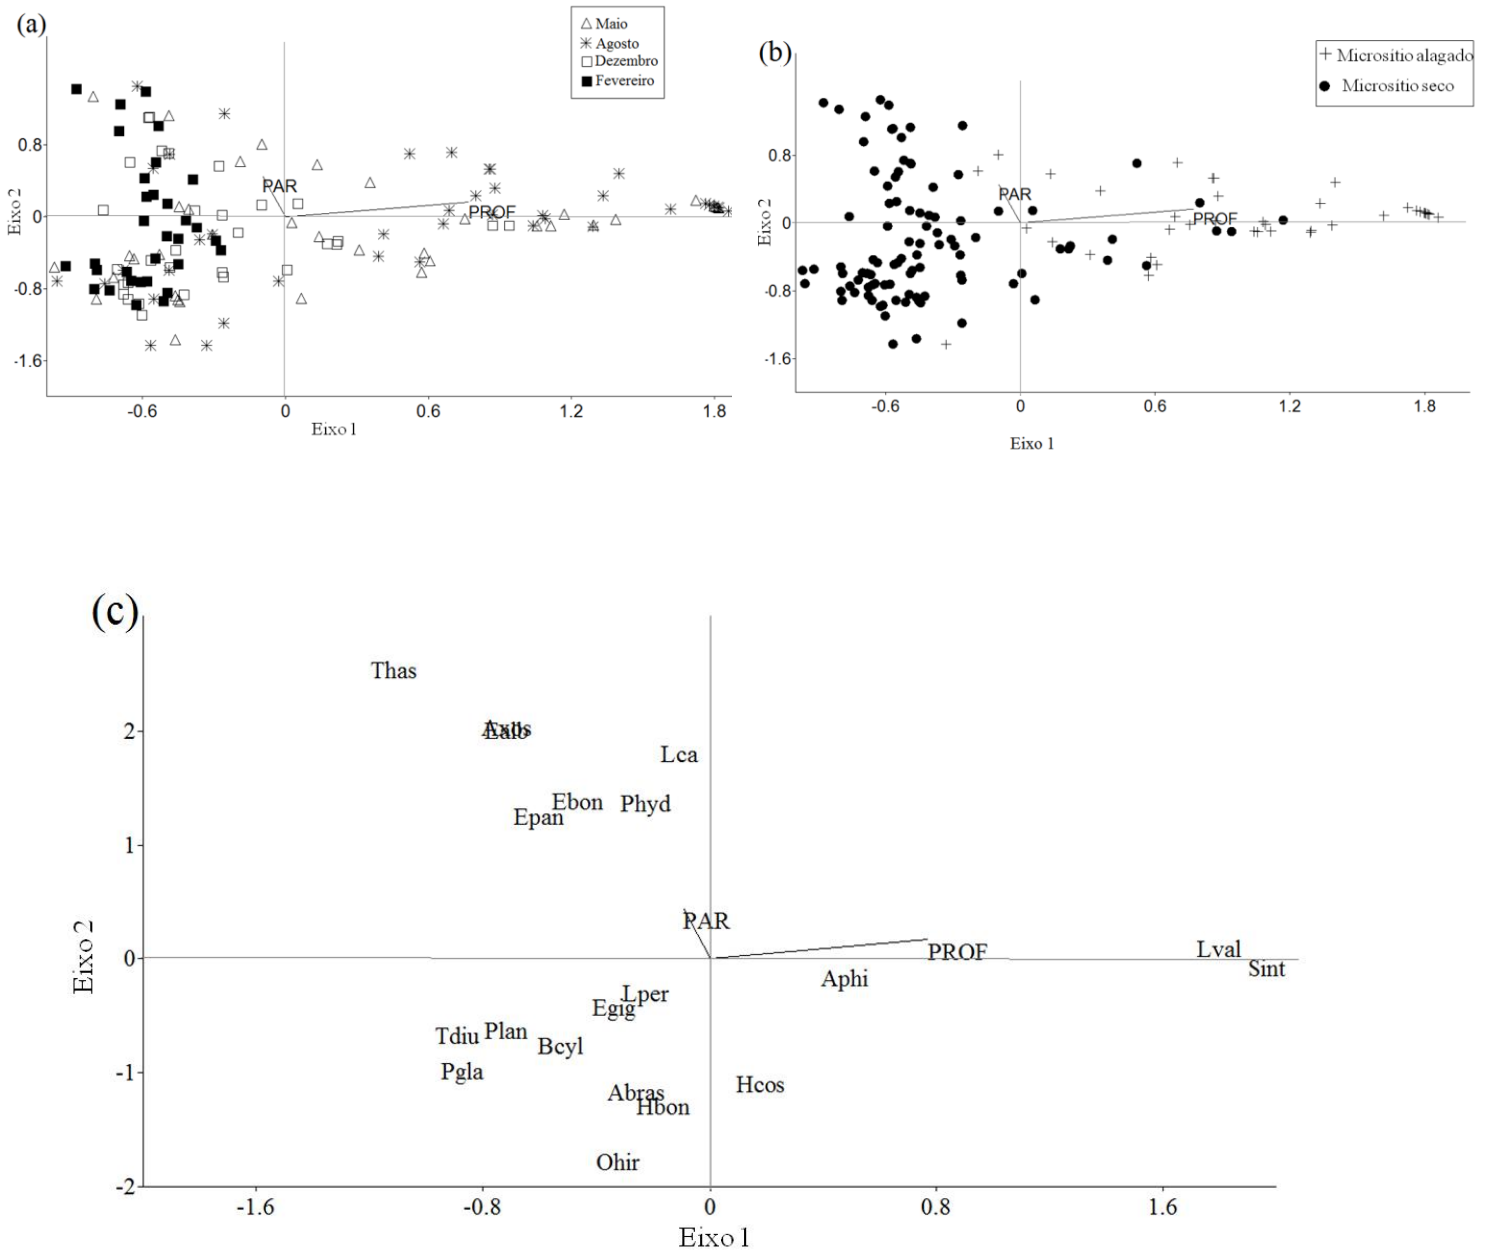 (a)
Maio
Agosto
Dezembro
Fevereiro
0.8
0
-0.8
-1.6
Eixo 2
PAR
PROF
-0.6
0
0.6
1.2
1.8
Eixo 1
(b)
Microsítio alagado
Microsítio seco
0.8
0
-0.8
-1.6
Eixo 2
PAR
PROF
-0.6
0
0.6
1.2
1.8
Eixo 1
(c)
Thas
Lca
Ebon
Phyd
Epan
2
1
0
-1
-2
Eixo 2
PAR
PROF
Lval
Sint
Aphi
Lper
Egig
Tdiu
Plan
Bcyl
Pgla
Hcos
Abras
Hbon
Ohir
-1.6
-0.8
0
0.8
1.6
Eixo 1